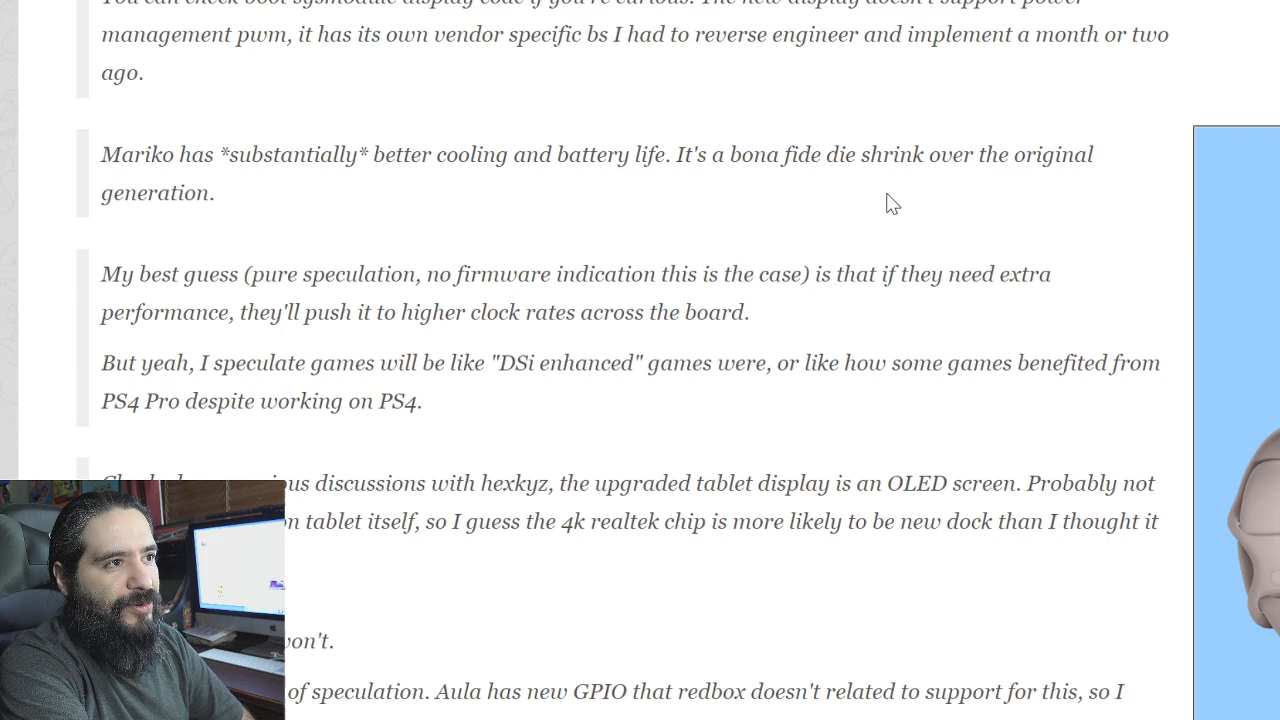 You can check boot sysmodule display code if you're curious. The new display doesn't support power
management pwm, it has its own vendor specific bs I had to reverse engineer and implement a month or two
ago.
Mariko has *substantially* better cooling and battery life. It's a bona fide die shrink over the original
generation.
My best guess (pure speculation, no firmware indication this is the case) is that if they need extra
performance, they'll push it to higher clock rates across the board.
But yeah, I speculate games will be like "DSi enhanced" games were, or like how some games benefited from
PS4 Pro despite working on PS4.
discussions with hexkyz, the upgraded tablet display is an OLED screen. Probably not
tablet itself, so I guess the 4k realtek chip is more likely to be new dock than I thought it
won't.
of speculation. Aula has new GPIO that redbox doesn't related to support for this, so I